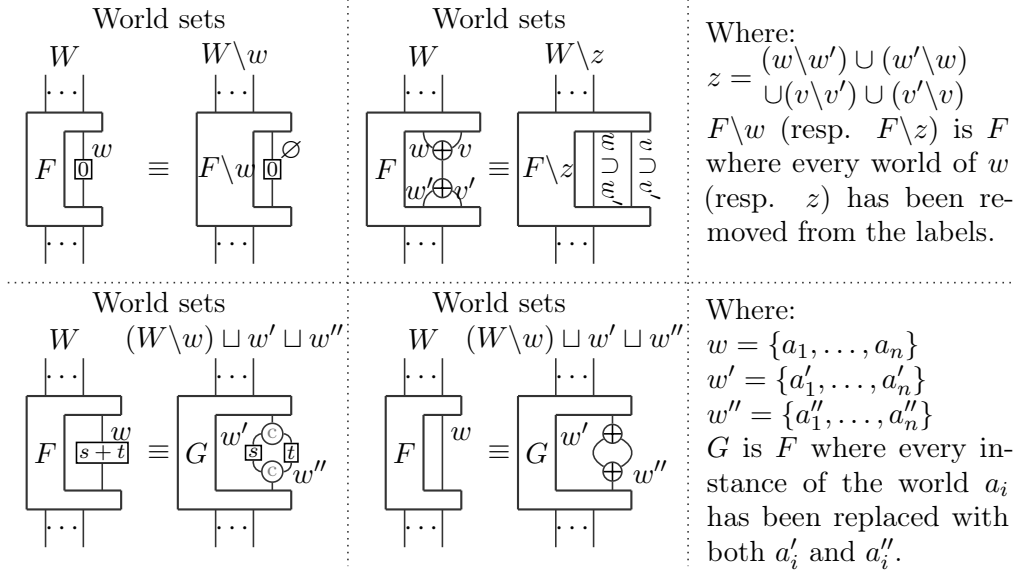 World sets
W
W\w
...
...
F
0
w
≡
F\w
0
∅
...
...
World sets
W
W\z
...
...
F
w
v
w′
v′
≡
F\z
w ∪ w′
v ∪ v′
...
...
Where:
z = (w\w′) ∪ (w′\w)
∪(v\v′) ∪ (v′\v)
F\w (resp. F\z) is F
where every world of w
(resp. z) has been re-
moved from the labels.
World sets
W
(W\w) ⊔ w′ ⊔ w′′
...
...
F
w
s + t
≡
G
w′
C
s
t
C
w′′
...
...
World sets
W
(W\w) ⊔ w′ ⊔ w′′
...
...
F
w
≡
G
w′
w′′
...
...
Where:
w = {a₁, . . . , aₙ}
w′ = {a′₁, . . . , a′ₙ}
w′′ = {a′′₁, . . . , a′′ₙ}
G is F where every in-
stance of the world aᵢ
has been replaced with
both a′ᵢ and a′′ᵢ.